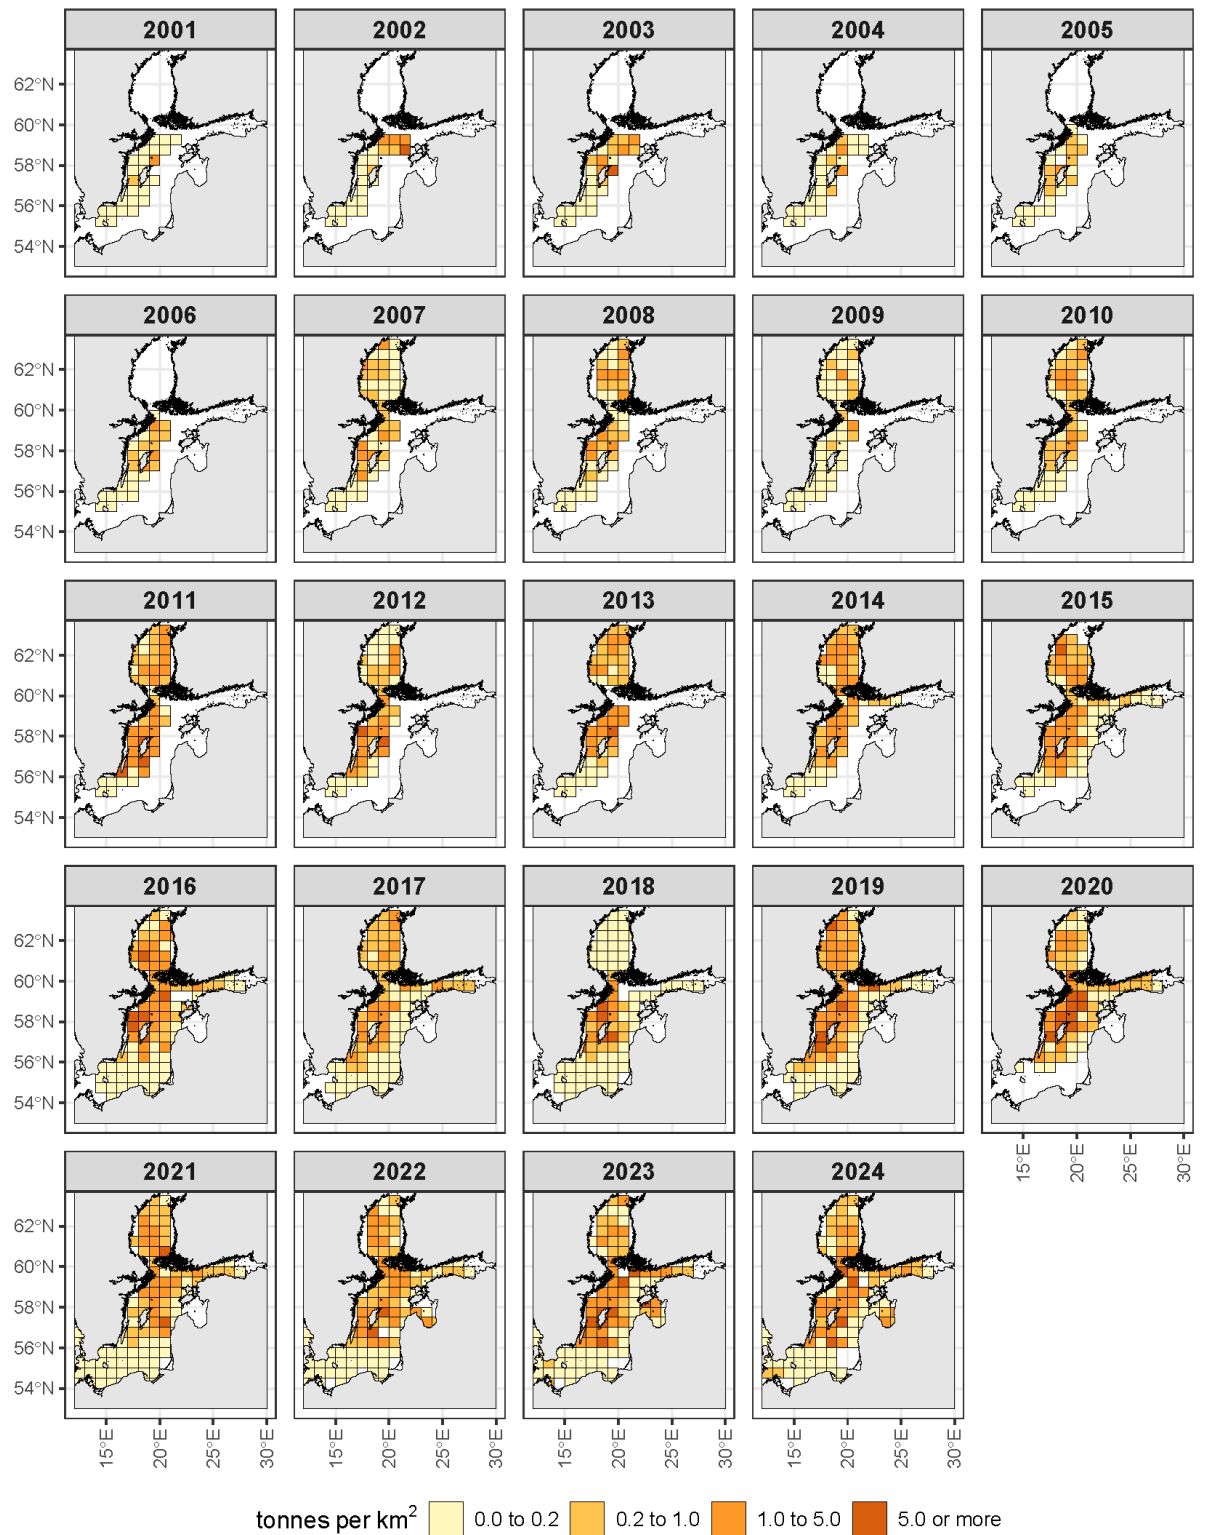 2001 2002 2003 2004 2005
62°N
60°N
58°N
56°N
54°N
2006 2007 2008 2009 2010
62°N
60°N
58°N
56°N
54°N
2011 2012 2013 2014 2015
62°N
60°N
58°N
56°N
54°N
2016 2017 2018 2019 2020
62°N
60°N
58°N
56°N
54°N
15°E 20°E 25°E 30°E
2021 2022 2023 2024
62°N
60°N
58°N
56°N
54°N
15°E 20°E 25°E 30°E 15°E 20°E 25°E 30°E 15°E 20°E 25°E 30°E 15°E 20°E 25°E 30°E
tonnes per km² 0.0 to 0.2 0.2 to 1.0 1.0 to 5.0 5.0 or more